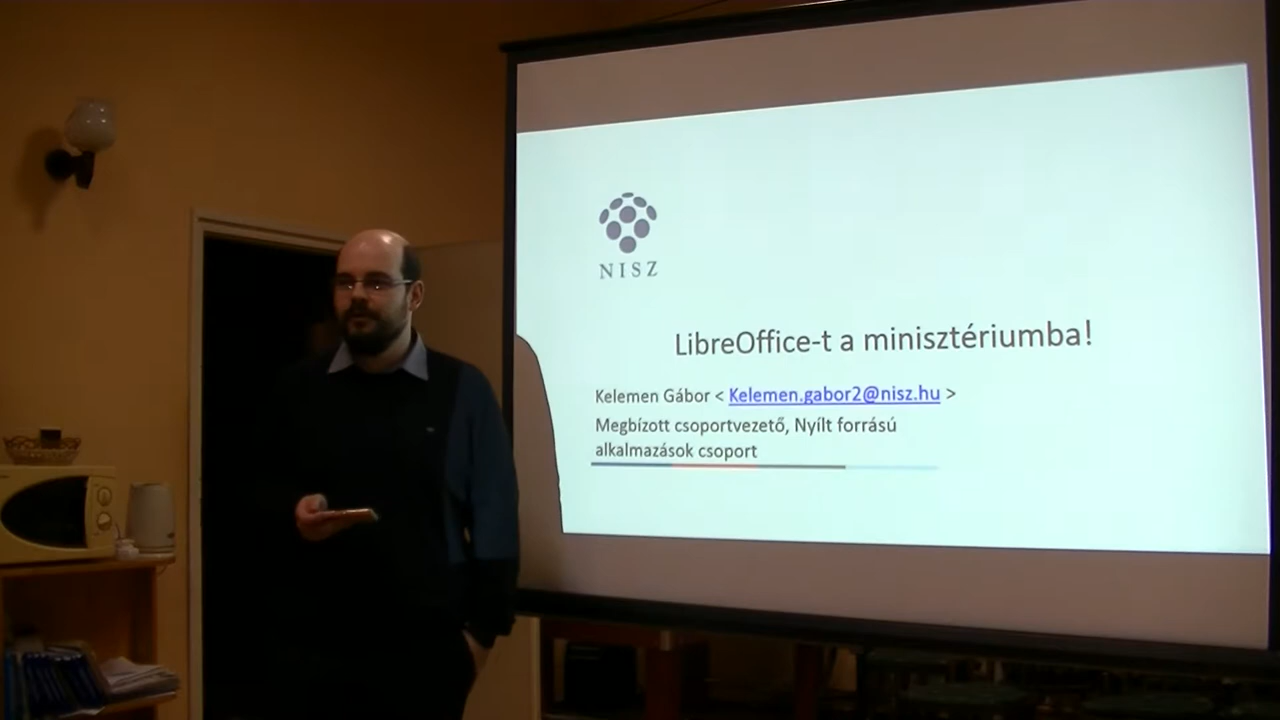 NISZ
LibreOffice-t a minisztériumba!
Kelemen Gábor < Kelemen.gabor2@nisz.hu >
Megbízott csoportvezető, Nyílt forrású
alkalmazások csoport